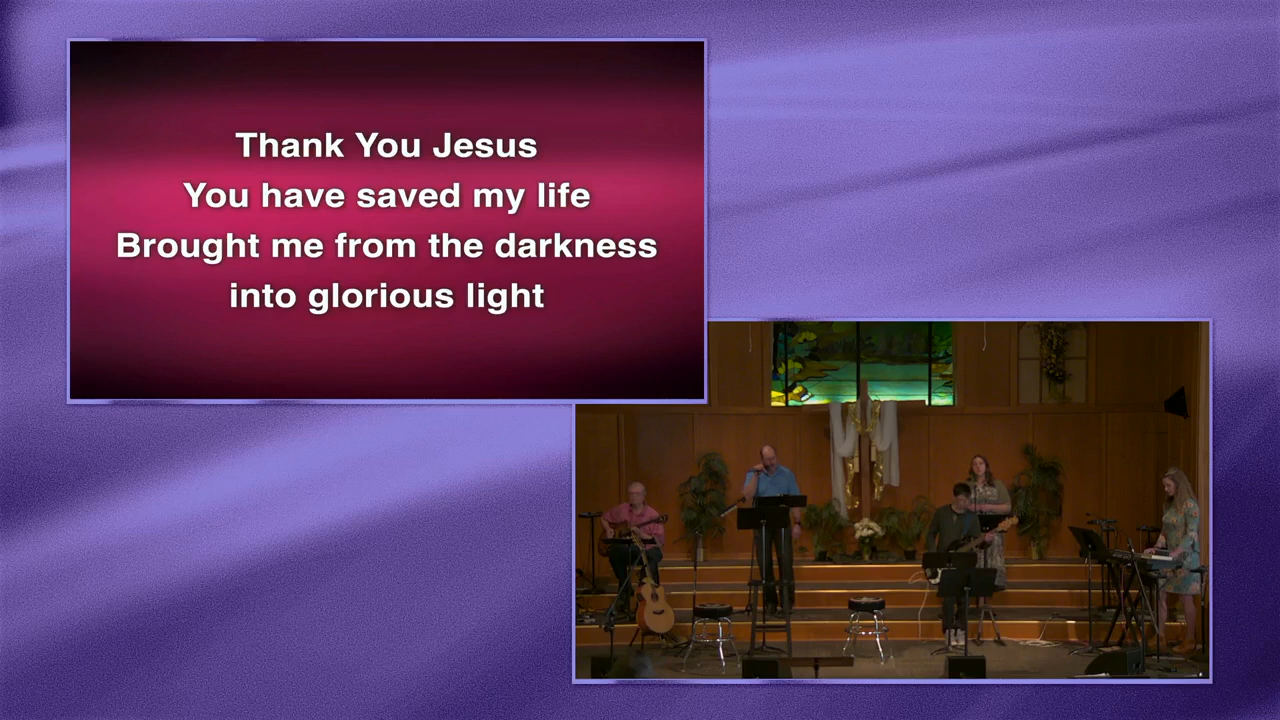 Thank You Jesus
You have saved my life
Brought me from the darkness
into glorious light